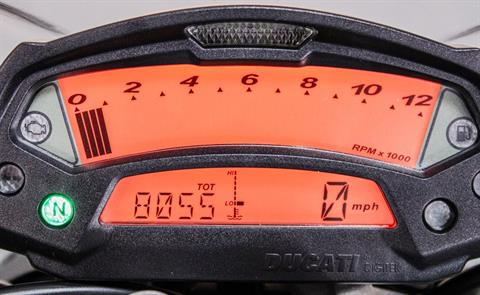 0 2 4 6 8 10 12
RPM x 1000
TOT HI
8055 LO 0 mph
N
DUCATI